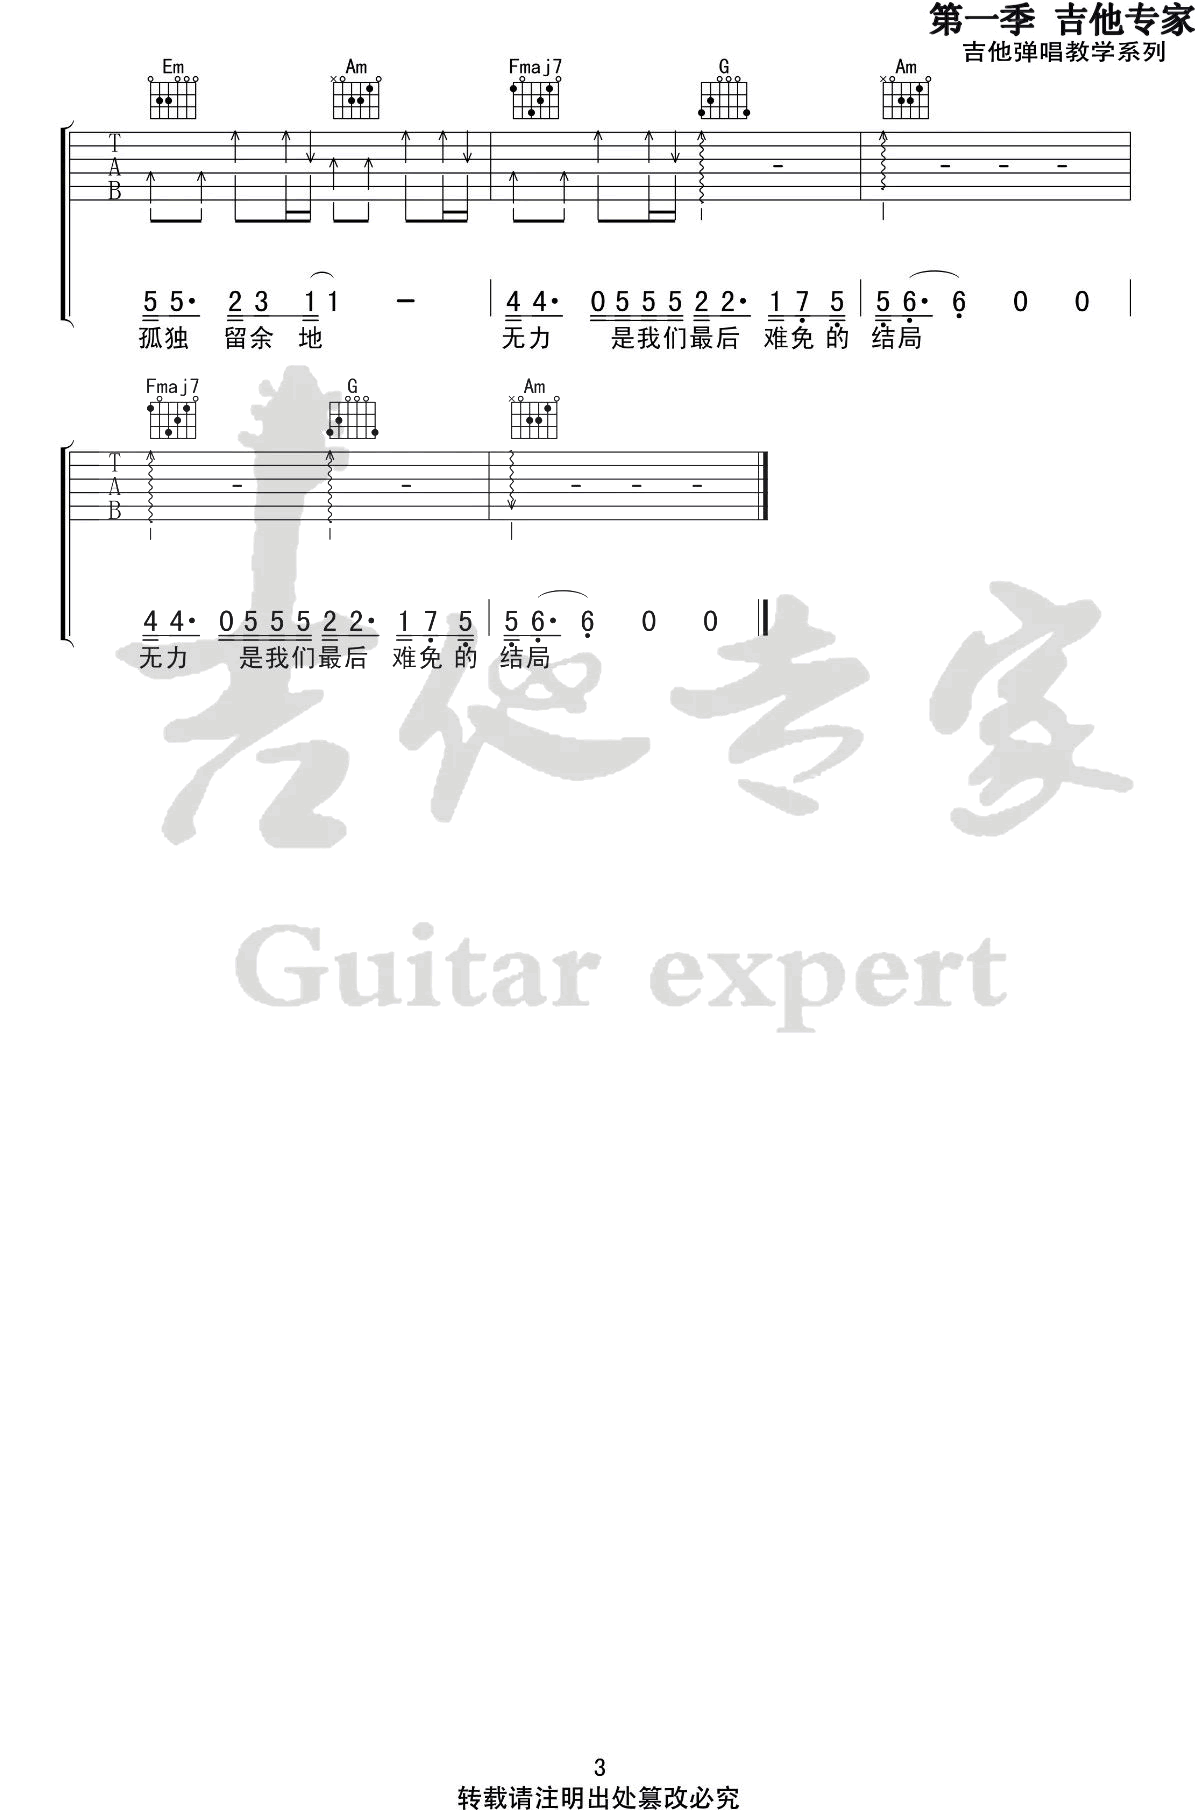 第一季 吉他专家
吉他弹唱教学系列
Em Am Fmaj7 G Am
T
A
B
5 5· 2 3 1 1 – 4 4· 0 5 5 5 2 2· 1 7 5 5 6· 6 0 0
孤独 留余 地 无力 是我们最后 难免 的 结局
Fmaj7 G Am
T
A
B
4 4· 0 5 5 5 2 2· 1 7 5 5 6· 6 0 0
无力 是我们最后 难免 的 结局
吉他专家
Guitar expert
3
转载请注明出处篡改必究